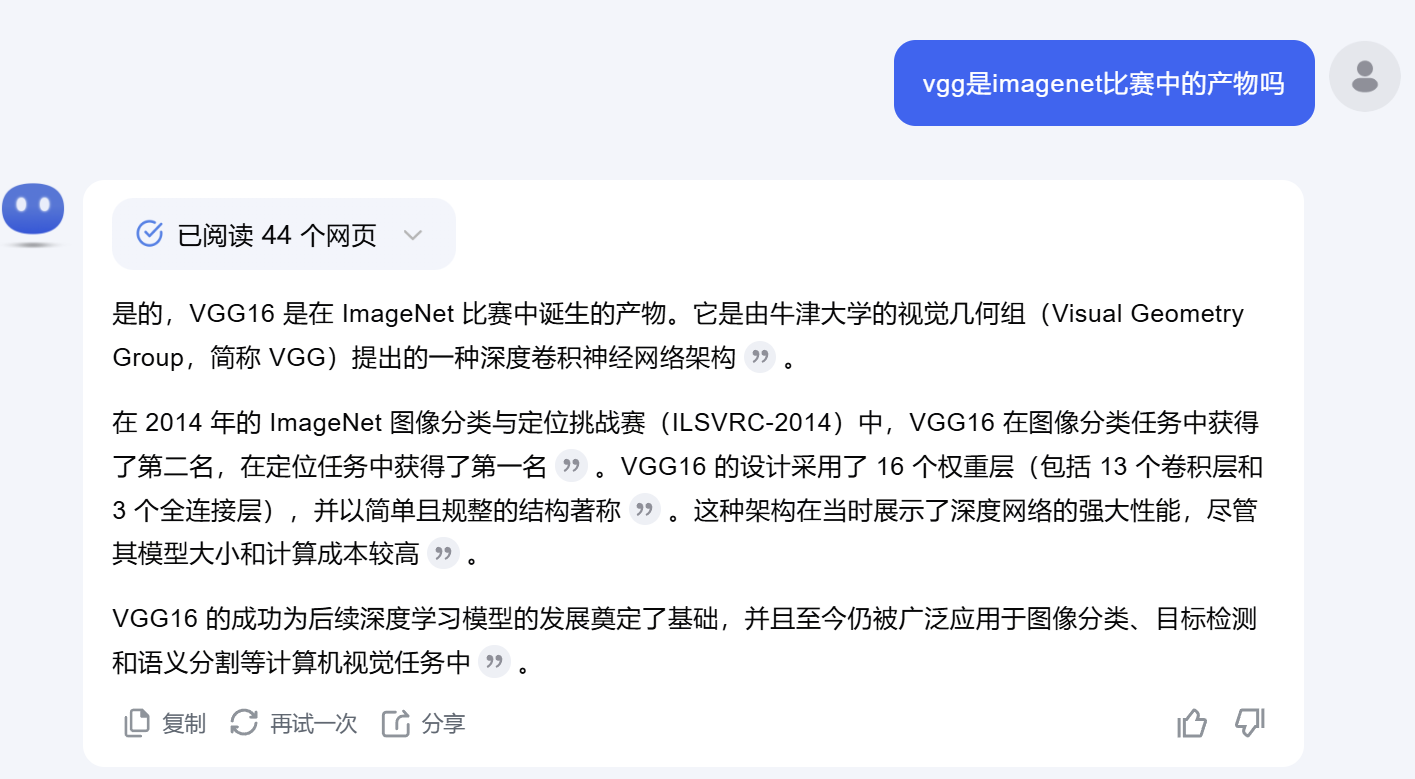 vgg是imagenet比赛中的产物吗
已阅读 44 个网页
是的，VGG16 是在 ImageNet 比赛中诞生的产物。它是由牛津大学的视觉几何组（Visual Geometry
Group，简称 VGG）提出的一种深度卷积神经网络架构 ” 。
在 2014 年的 ImageNet 图像分类与定位挑战赛（ILSVRC-2014）中，VGG16 在图像分类任务中获得
了第二名，在定位任务中获得了第一名 ” 。VGG16 的设计采用了 16 个权重层（包括 13 个卷积层和
3 个全连接层），并以简单且规整的结构著称 ” 。这种架构在当时展示了深度网络的强大性能，尽管
其模型大小和计算成本较高 ” 。
VGG16 的成功为后续深度学习模型的发展奠定了基础，并且至今仍被广泛应用于图像分类、目标检测
和语义分割等计算机视觉任务中 ” 。
复制 再试一次 分享